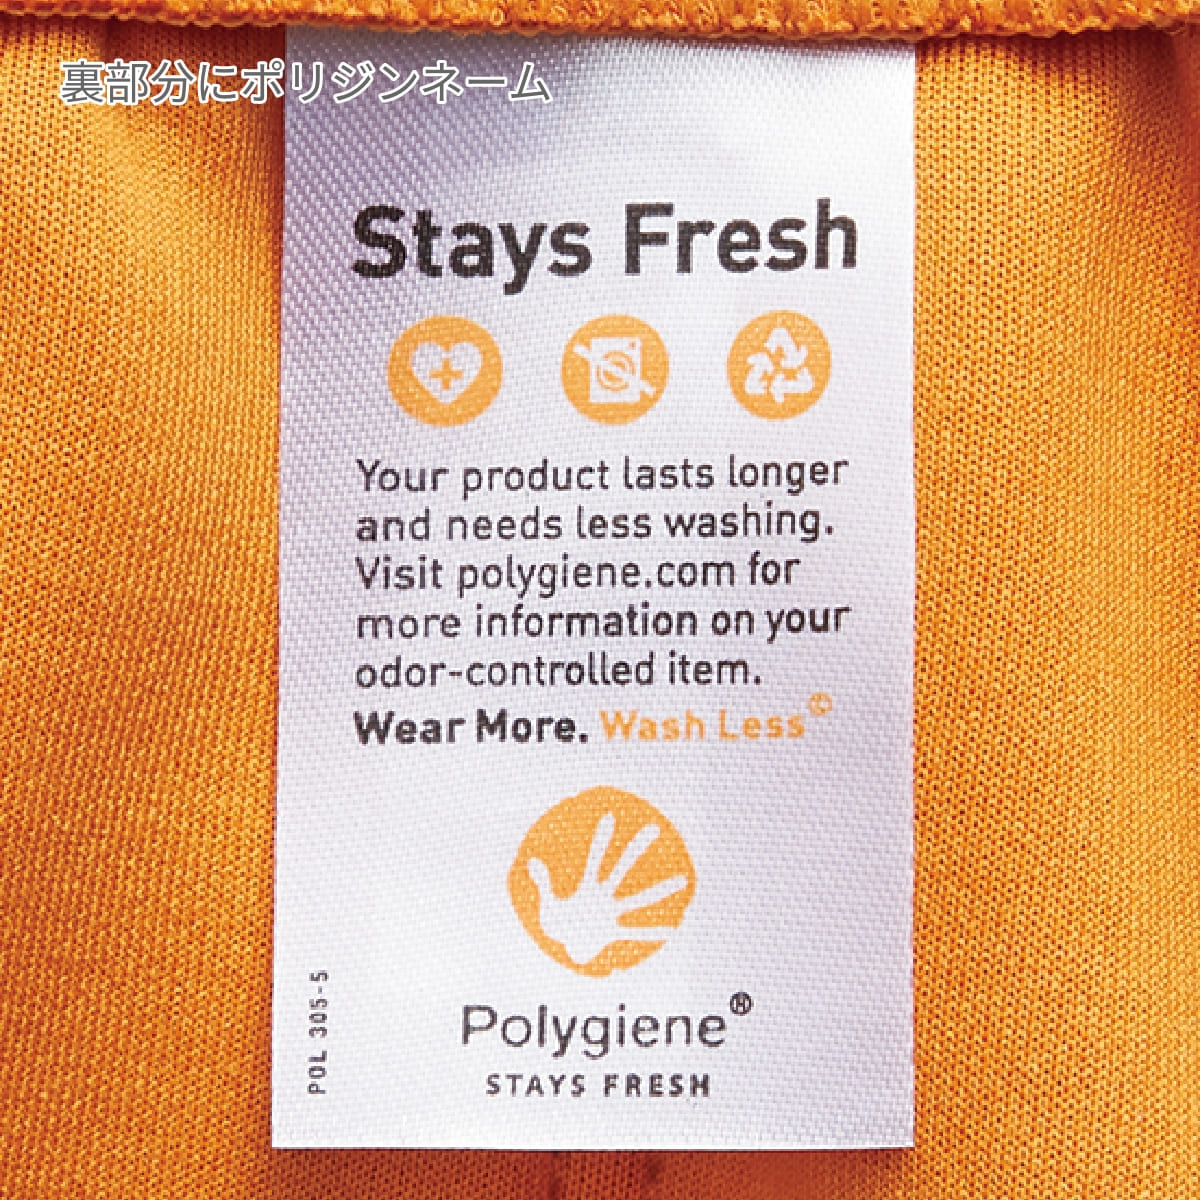 裏部分にポリジンネーム
Stays Fresh
Your product lasts longer
and needs less washing.
Visit polygiene.com for
more information on your
odor-controlled item.
Wear More. Wash Less©
Polygiene®
STAYS FRESH
POL 305-5